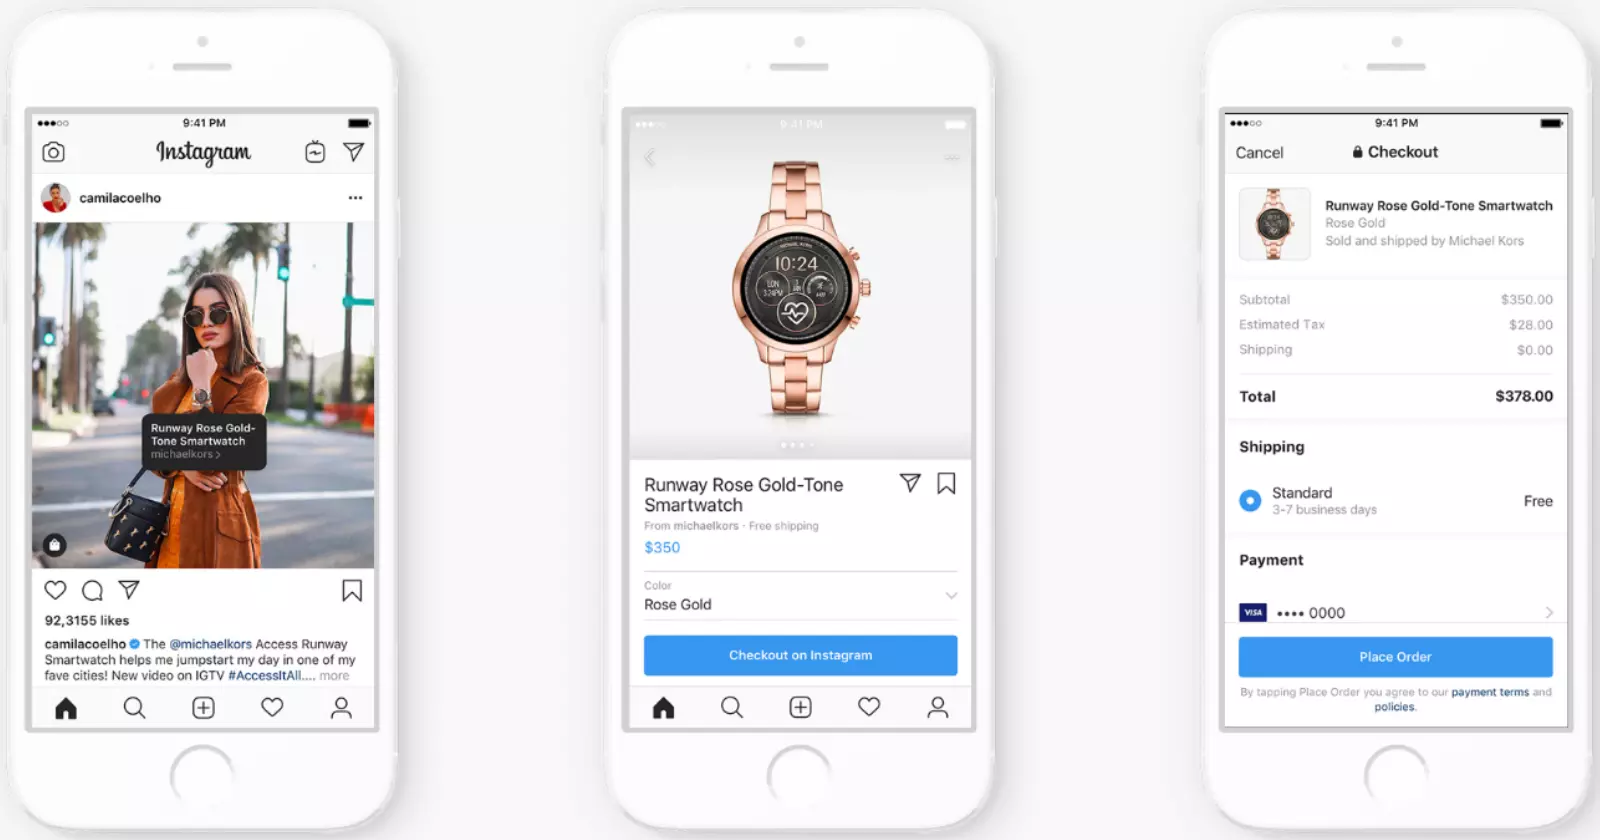 9:41 PM
Instagram
camilacoelho
Runway Rose Gold-
Tone Smartwatch
michaelkors >
92,3155 likes
camilacoelho The @michaelkors Access Runway
Smartwatch helps me jumpstart my day in one of my
fave cities! New video on IGTV #AccessItAll.... more
9:41 PM
10:24
Runway Rose Gold-Tone
Smartwatch
From michaelkors · Free shipping
$350
Color
Rose Gold
Checkout on Instagram
9:41 PM
Cancel
Checkout
Runway Rose Gold-Tone Smartwatch
Rose Gold
Sold and shipped by Michael Kors
Subtotal $350.00
Estimated Tax $28.00
Shipping $0.00
Total $378.00
Shipping
Standard
3-7 business days
Free
Payment
VISA •••• 0000
Place Order
By tapping Place Order you agree to our payment terms and
policies.